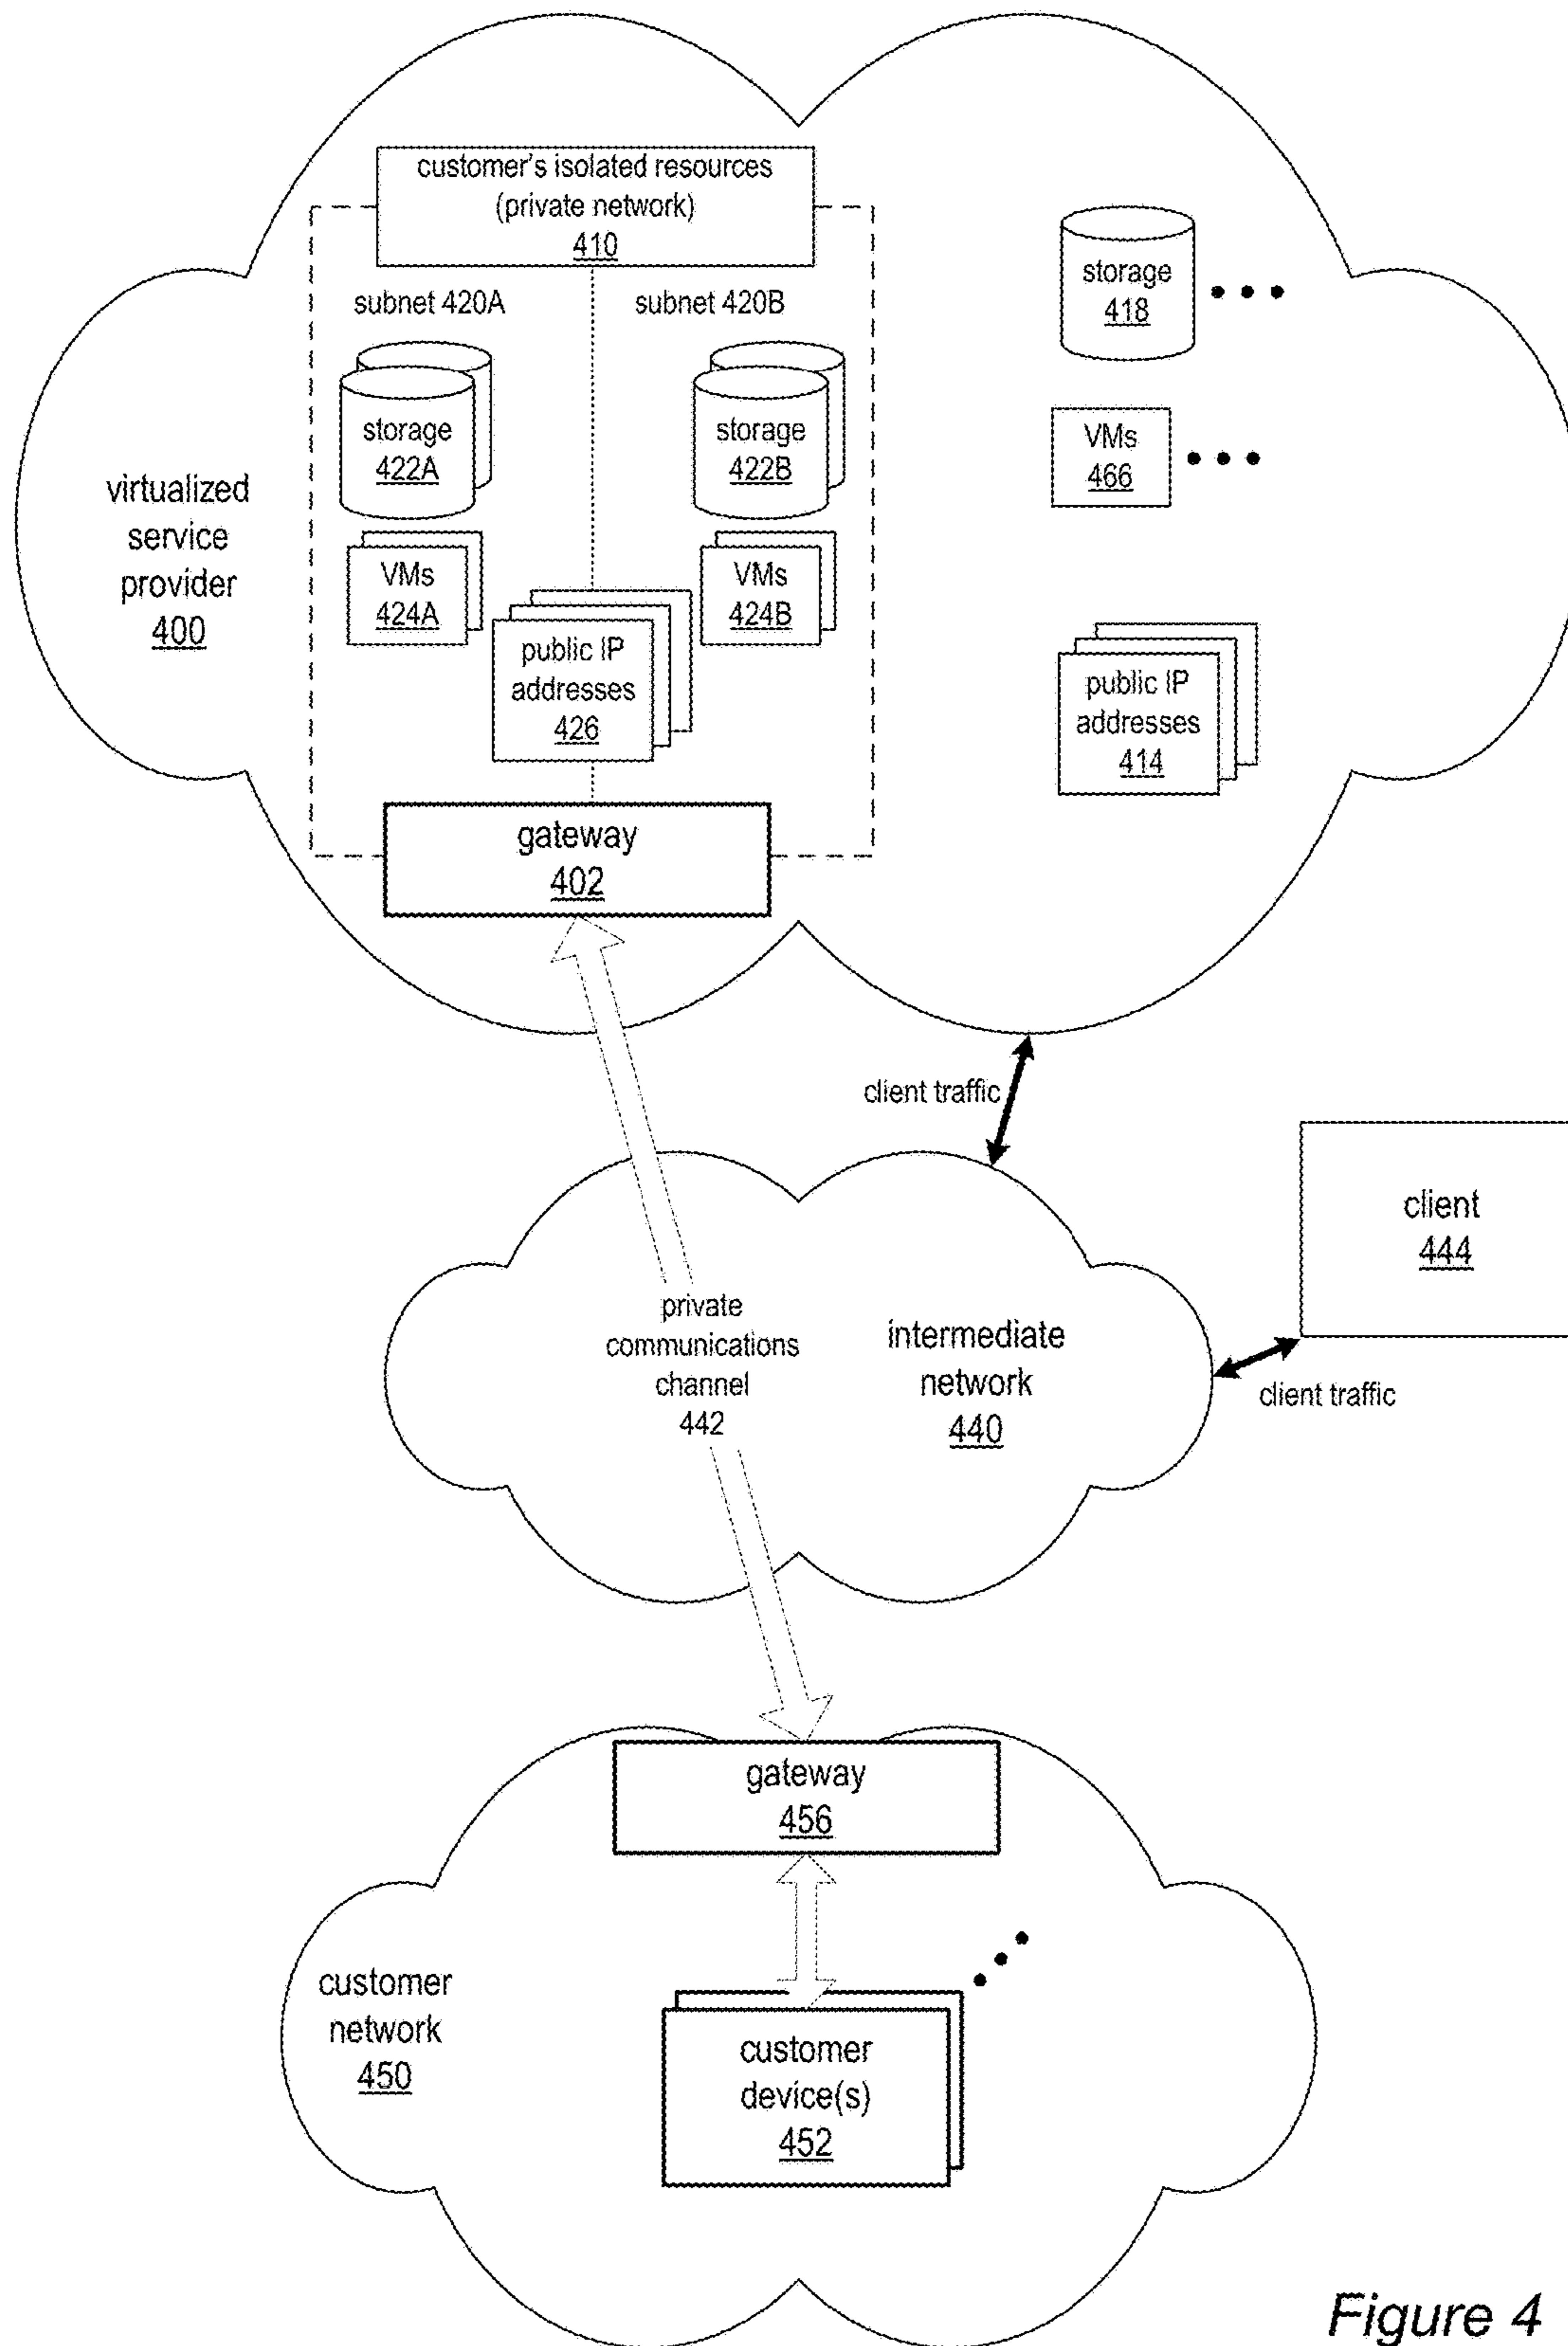 customer's isolated resources
(private network)
410
subnet 420A
subnet 420B
storage
418
storage
422A
storage
422B
VMs
466
virtualized
service
provider
400
VMs
424A
VMs
424B
public IP
addresses
426
public IP
addresses
414
gateway
402
client traffic
client
444
private
communications
channel
442
intermediate
network
440
client traffic
gateway
456
customer
network
450
customer
device(s)
452
Figure 4